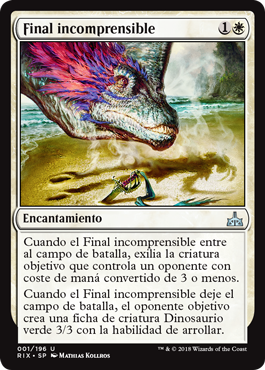 Final incomprensible
1
Encantamiento
Cuando el Final incomprensible entre
al campo de batalla, exilia la criatura
objetivo que controla un oponente con
coste de maná convertido de 3 o menos.
Cuando el Final incomprensible deje el
campo de batalla, el oponente objetivo
crea una ficha de criatura Dinosaurio
verde 3/3 con la habilidad de arrollar.
001/196 U
RIX • SP Mathias Kollros
™ & © 2018 Wizards of the Coast